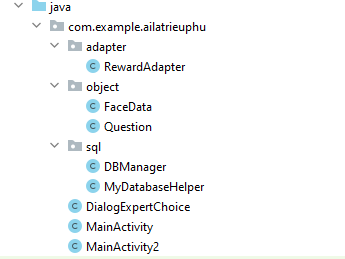 java
com.example.ailatrieuphu
adapter
RewardAdapter
object
FaceData
Question
sql
DBManager
MyDatabaseHelper
DialogExpertChoice
MainActivity
MainActivity2